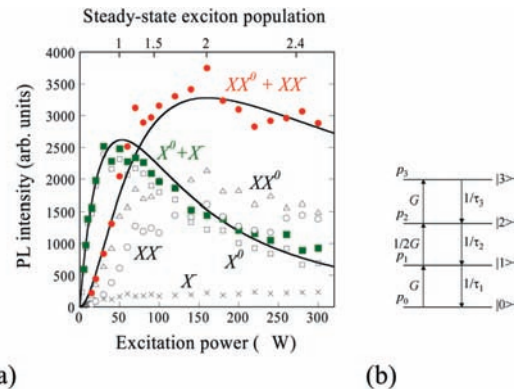 Steady-state exciton population
1 1.5 2 2.4
4000
3500
3000
2500
2000
1500
1000
500
0
PL intensity (arb. units)
XX⁰ + XX⁻
X⁰+X⁻
XX⁰
XX⁻
X⁰
X⁻
0 50 100 150 200 250 300
Excitation power ( W)
a)
p₃ |3>
G 1/τ₃
p₂ |2>
1/2G 1/τ₂
p₁ |1>
G 1/τ₁
p₀ |0>
(b)